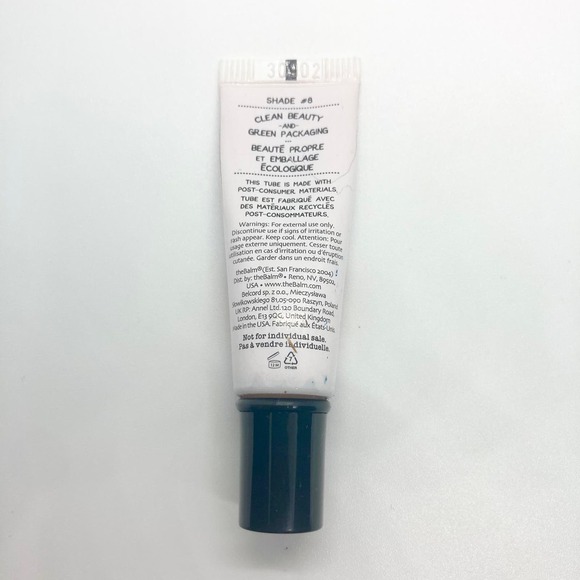 30302
SHADE #8
CLEAN BEAUTY
-AND-
GREEN PACKAGING
BEAUTÉ PROPRE
ET EMBALLAGE
ÉCOLOGIQUE
THIS TUBE IS MADE WITH
POST-CONSUMER MATERIALS.
TUBE EST FABRIQUÉ AVEC
DES MATÉRIAUX RECYCLÉS
POST-CONSOMMATEURS.
Warnings: For external use only.
Discontinue use if signs of irritation or
rash appear. Keep cool. Attention: Pour
usage externe uniquement. Cesser toute
utilisation en cas d'irritation ou d'éruption
cutanée. Garder dans un endroit frais.
theBalm® (Est. San Francisco 2004)
Dist. by: theBalm® • Reno, NV, 89502,
USA • www.theBalm.com
Belcord sp. z o.o., Mieczysława
Wowlkowskiego 81,05-090 Raszyn, Poland
UK RP: Annel Ltd. 120 Boundary Road,
London, E13 9QG, United Kingdom
Made in the USA. Fabriqué aux États-Unis.
Not for individual sale.
Pas à vendre individuelle.
12 M
7
OTHER